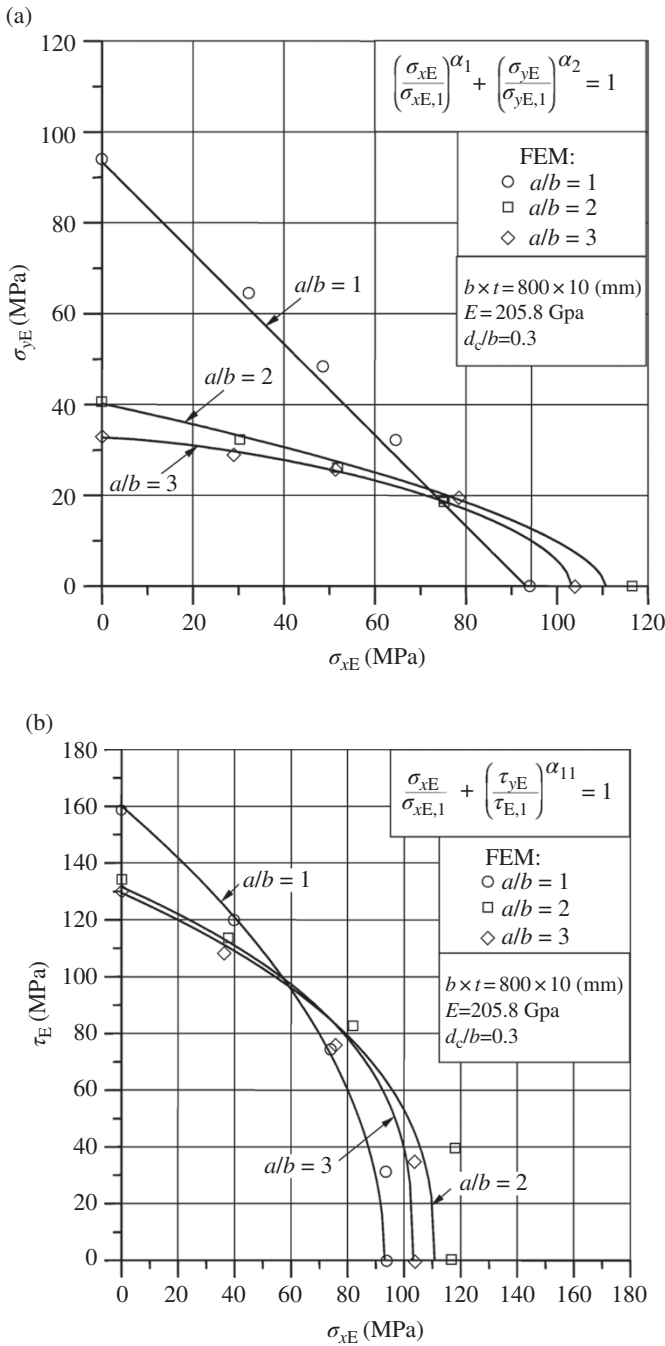 (a)
120
100
80
60
40
20
0
σyE (MPa)
(σxE/σxE,1)^α1 + (σyE/σyE,1)^α2 = 1
FEM:
○ a/b = 1
□ a/b = 2
◇ a/b = 3
b × t = 800 × 10 (mm)
E = 205.8 Gpa
dc/b=0.3
a/b = 1
a/b = 2
a/b = 3
0 20 40 60 80 100 120
σxE (MPa)
(b)
180
160
140
120
100
80
60
40
20
0
τE (MPa)
σxE/σxE,1 + (τyE/τE,1)^α11 = 1
FEM:
○ a/b = 1
□ a/b = 2
◇ a/b = 3
b × t = 800 × 10 (mm)
E=205.8 Gpa
dc/b=0.3
a/b = 1
a/b = 3
a/b = 2
0 20 40 60 80 100 120 140 160 180
σxE (MPa)